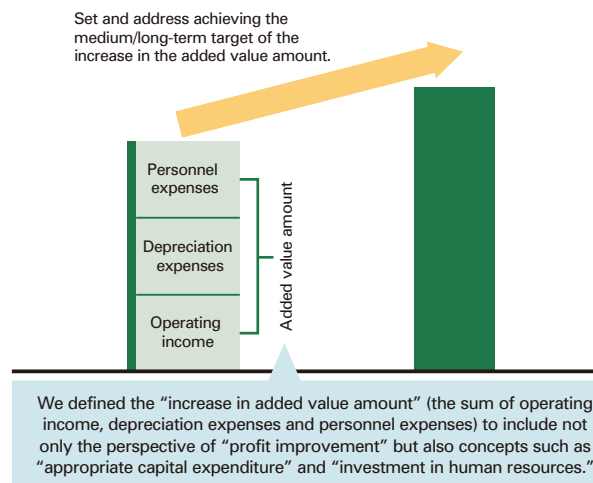 Set and address achieving the
medium/long-term target of the
increase in the added value amount.
Personnel
expenses
Depreciation
expenses
Operating
income
Added value amount
We defined the “increase in added value amount” (the sum of operating
income, depreciation expenses and personnel expenses) to include not
only the perspective of “profit improvement” but also concepts such as
“appropriate capital expenditure” and “investment in human resources.”